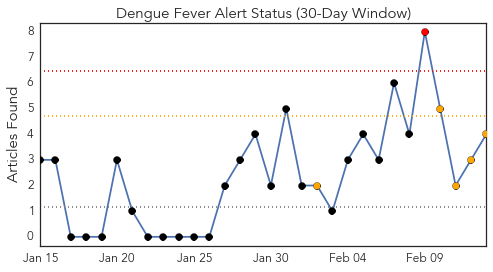 Dengue Fever Alert Status (30-Day Window)
Articles Found
8
7
6
5
4
3
2
1
0
Jan 15
Jan 20
Jan 25
Jan 30
Feb 04
Feb 09